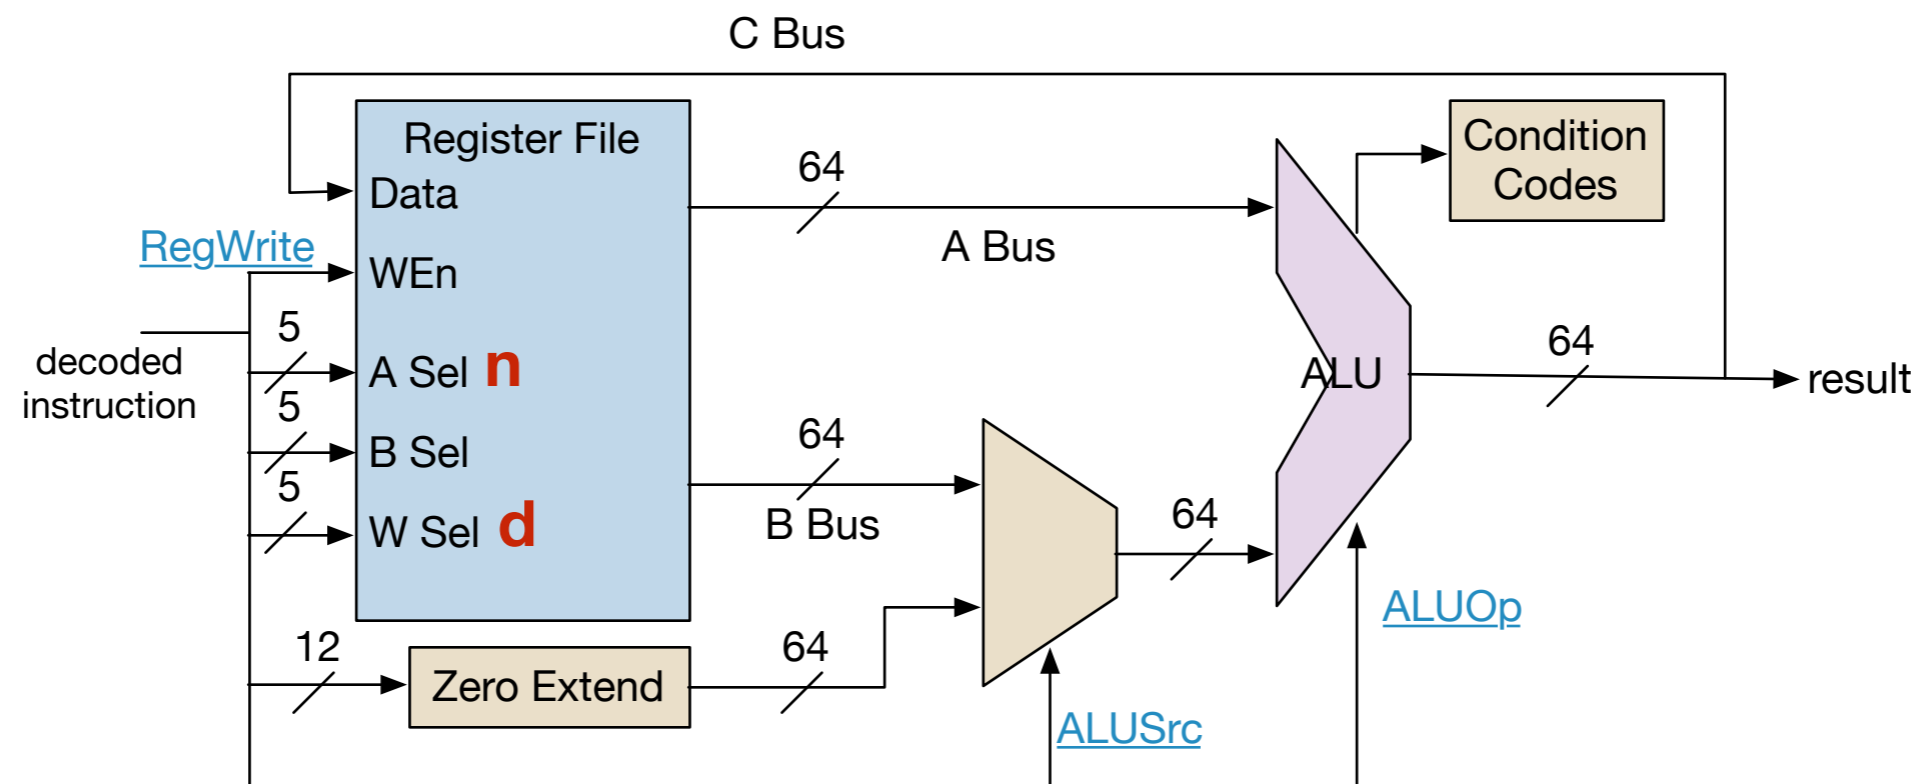 C Bus
Register File
Data
RegWrite
WEn
5
A Sel n
decoded
instruction
5
B Sel
5
W Sel d
64
A Bus
Condition
Codes
64
B Bus
64
ALU
64
result
12
Zero Extend
64
ALUOp
ALUSrc